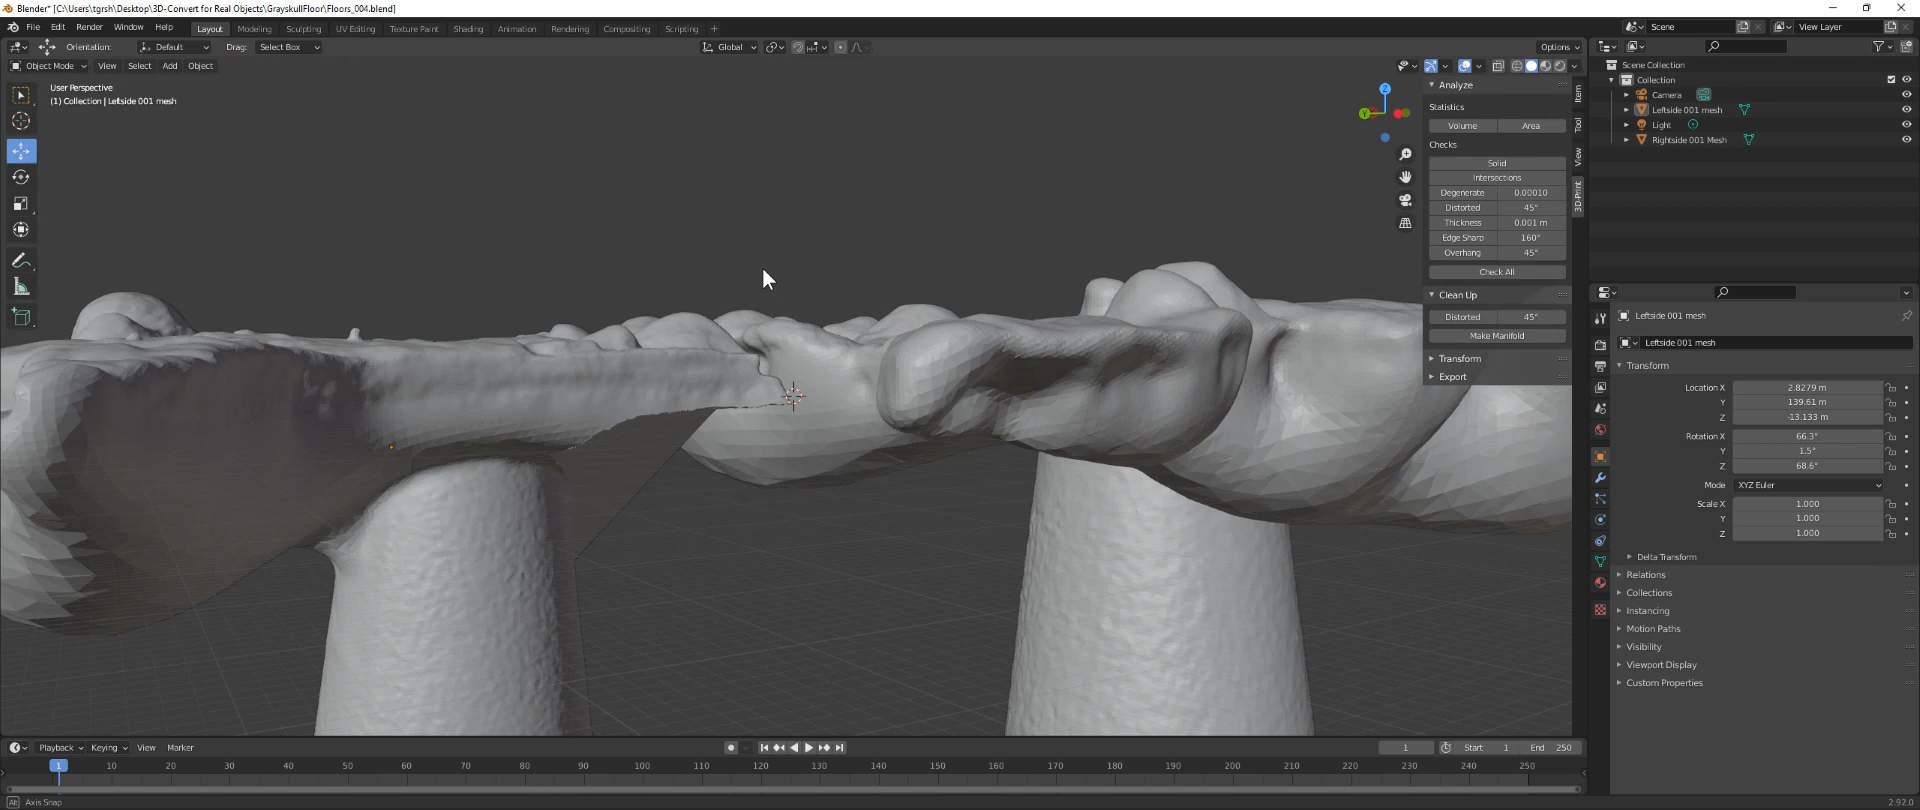 Blender* [C:\Users\tgrsh\Desktop\3D-Convert for Real Objects\GrayskullFloor\Floors_004.blend]
File Edit Render Window Help Layout Modeling Sculpting UV Editing Texture Paint Shading Animation Rendering Compositing Scripting + Scene View Layer
Orientation: Default Drag: Select Box Global Options
Object Mode View Select Add Object
User Perspective
(1) Collection | Leftside 001 mesh
Z
Y
Analyze
Statistics
Volume Area
Checks
Solid
Intersections
Degenerate 0.00010
Distorted 45°
Thickness 0.001 m
Edge Sharp 160°
Overhang 45°
Check All
Clean Up
Distorted 45°
Make Manifold
Transform
Export
Item
Tool
View
3D-Print
Scene Collection
Collection
Camera
Leftside 001 mesh
Light
Rightside 001 Mesh
Leftside 001 mesh
Leftside 001 mesh
Transform
Location X 2.8279 m
Y 139.61 m
Z -13.133 m
Rotation X 66.3°
Y 1.5°
Z 68.6°
Mode XYZ Euler
Scale X 1.000
Y 1.000
Z 1.000
Delta Transform
Relations
Collections
Instancing
Motion Paths
Visibility
Viewport Display
Custom Properties
Playback Keying View Marker 1 Start 1 End 250
1 10 20 30 40 50 60 70 80 90 100 110 120 130 140 150 160 170 180 190 200 210 220 230 240 250
Alt Axis Snap 2.92.0